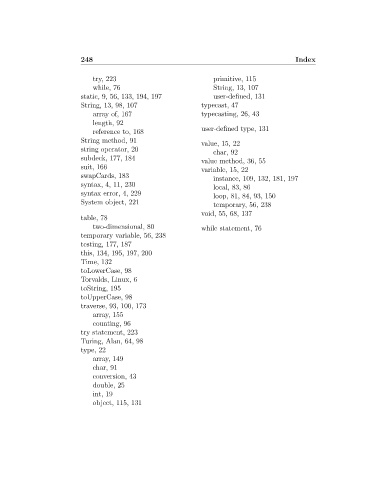 248 Index
try, 223
while, 76
static, 9, 56, 133, 194, 197
String, 13, 98, 107
array of, 167
length, 92
reference to, 168
String method, 91
string operator, 20
subdeck, 177, 184
suit, 166
swapCards, 183
syntax, 4, 11, 230
syntax error, 4, 229
System object, 221
table, 78
two-dimensional, 80
temporary variable, 56, 238
testing, 177, 187
this, 134, 195, 197, 200
Time, 132
toLowerCase, 98
Torvalds, Linux, 6
toString, 195
toUpperCase, 98
traverse, 93, 106, 173
array, 155
counting, 96
try statement, 223
Turing, Alan, 64, 98
type, 22
array, 149
char, 91
conversion, 43
double, 25
int, 19
object, 115, 131
primitive, 115
String, 13, 107
user-defined, 131
typecast, 47
typecasting, 26, 43
user-defined type, 131
value, 15, 22
char, 92
value method, 36, 55
variable, 15, 22
instance, 109, 132, 181, 197
local, 83, 86
loop, 81, 84, 93, 150
temporary, 56, 238
void, 55, 68, 137
while statement, 76